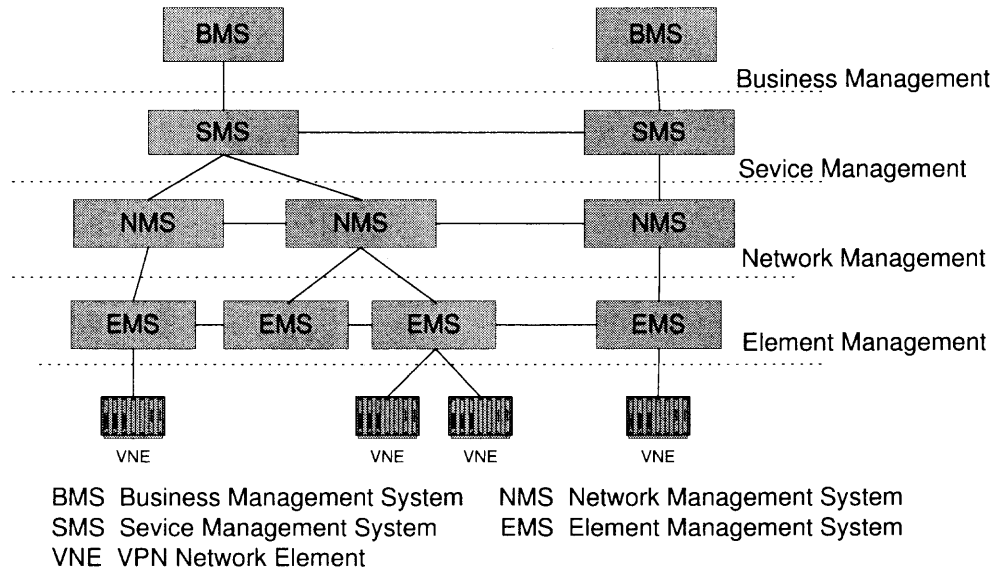 BMS BMS
Business Management
SMS SMS
Sevice Management
NMS NMS NMS
Network Management
EMS EMS EMS EMS
Element Management
VNE VNE VNE VNE
BMS Business Management System NMS Network Management System
SMS Sevice Management System EMS Element Management System
VNE VPN Network Element